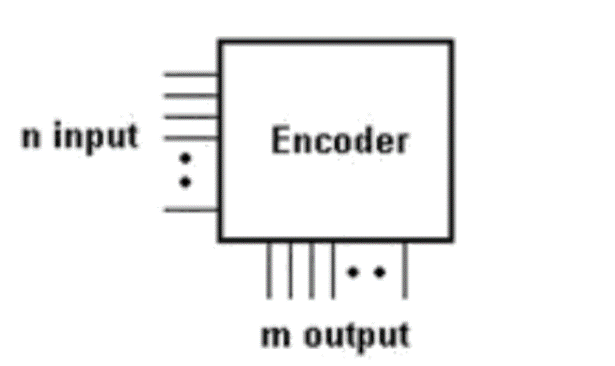 n input
Encoder
m output